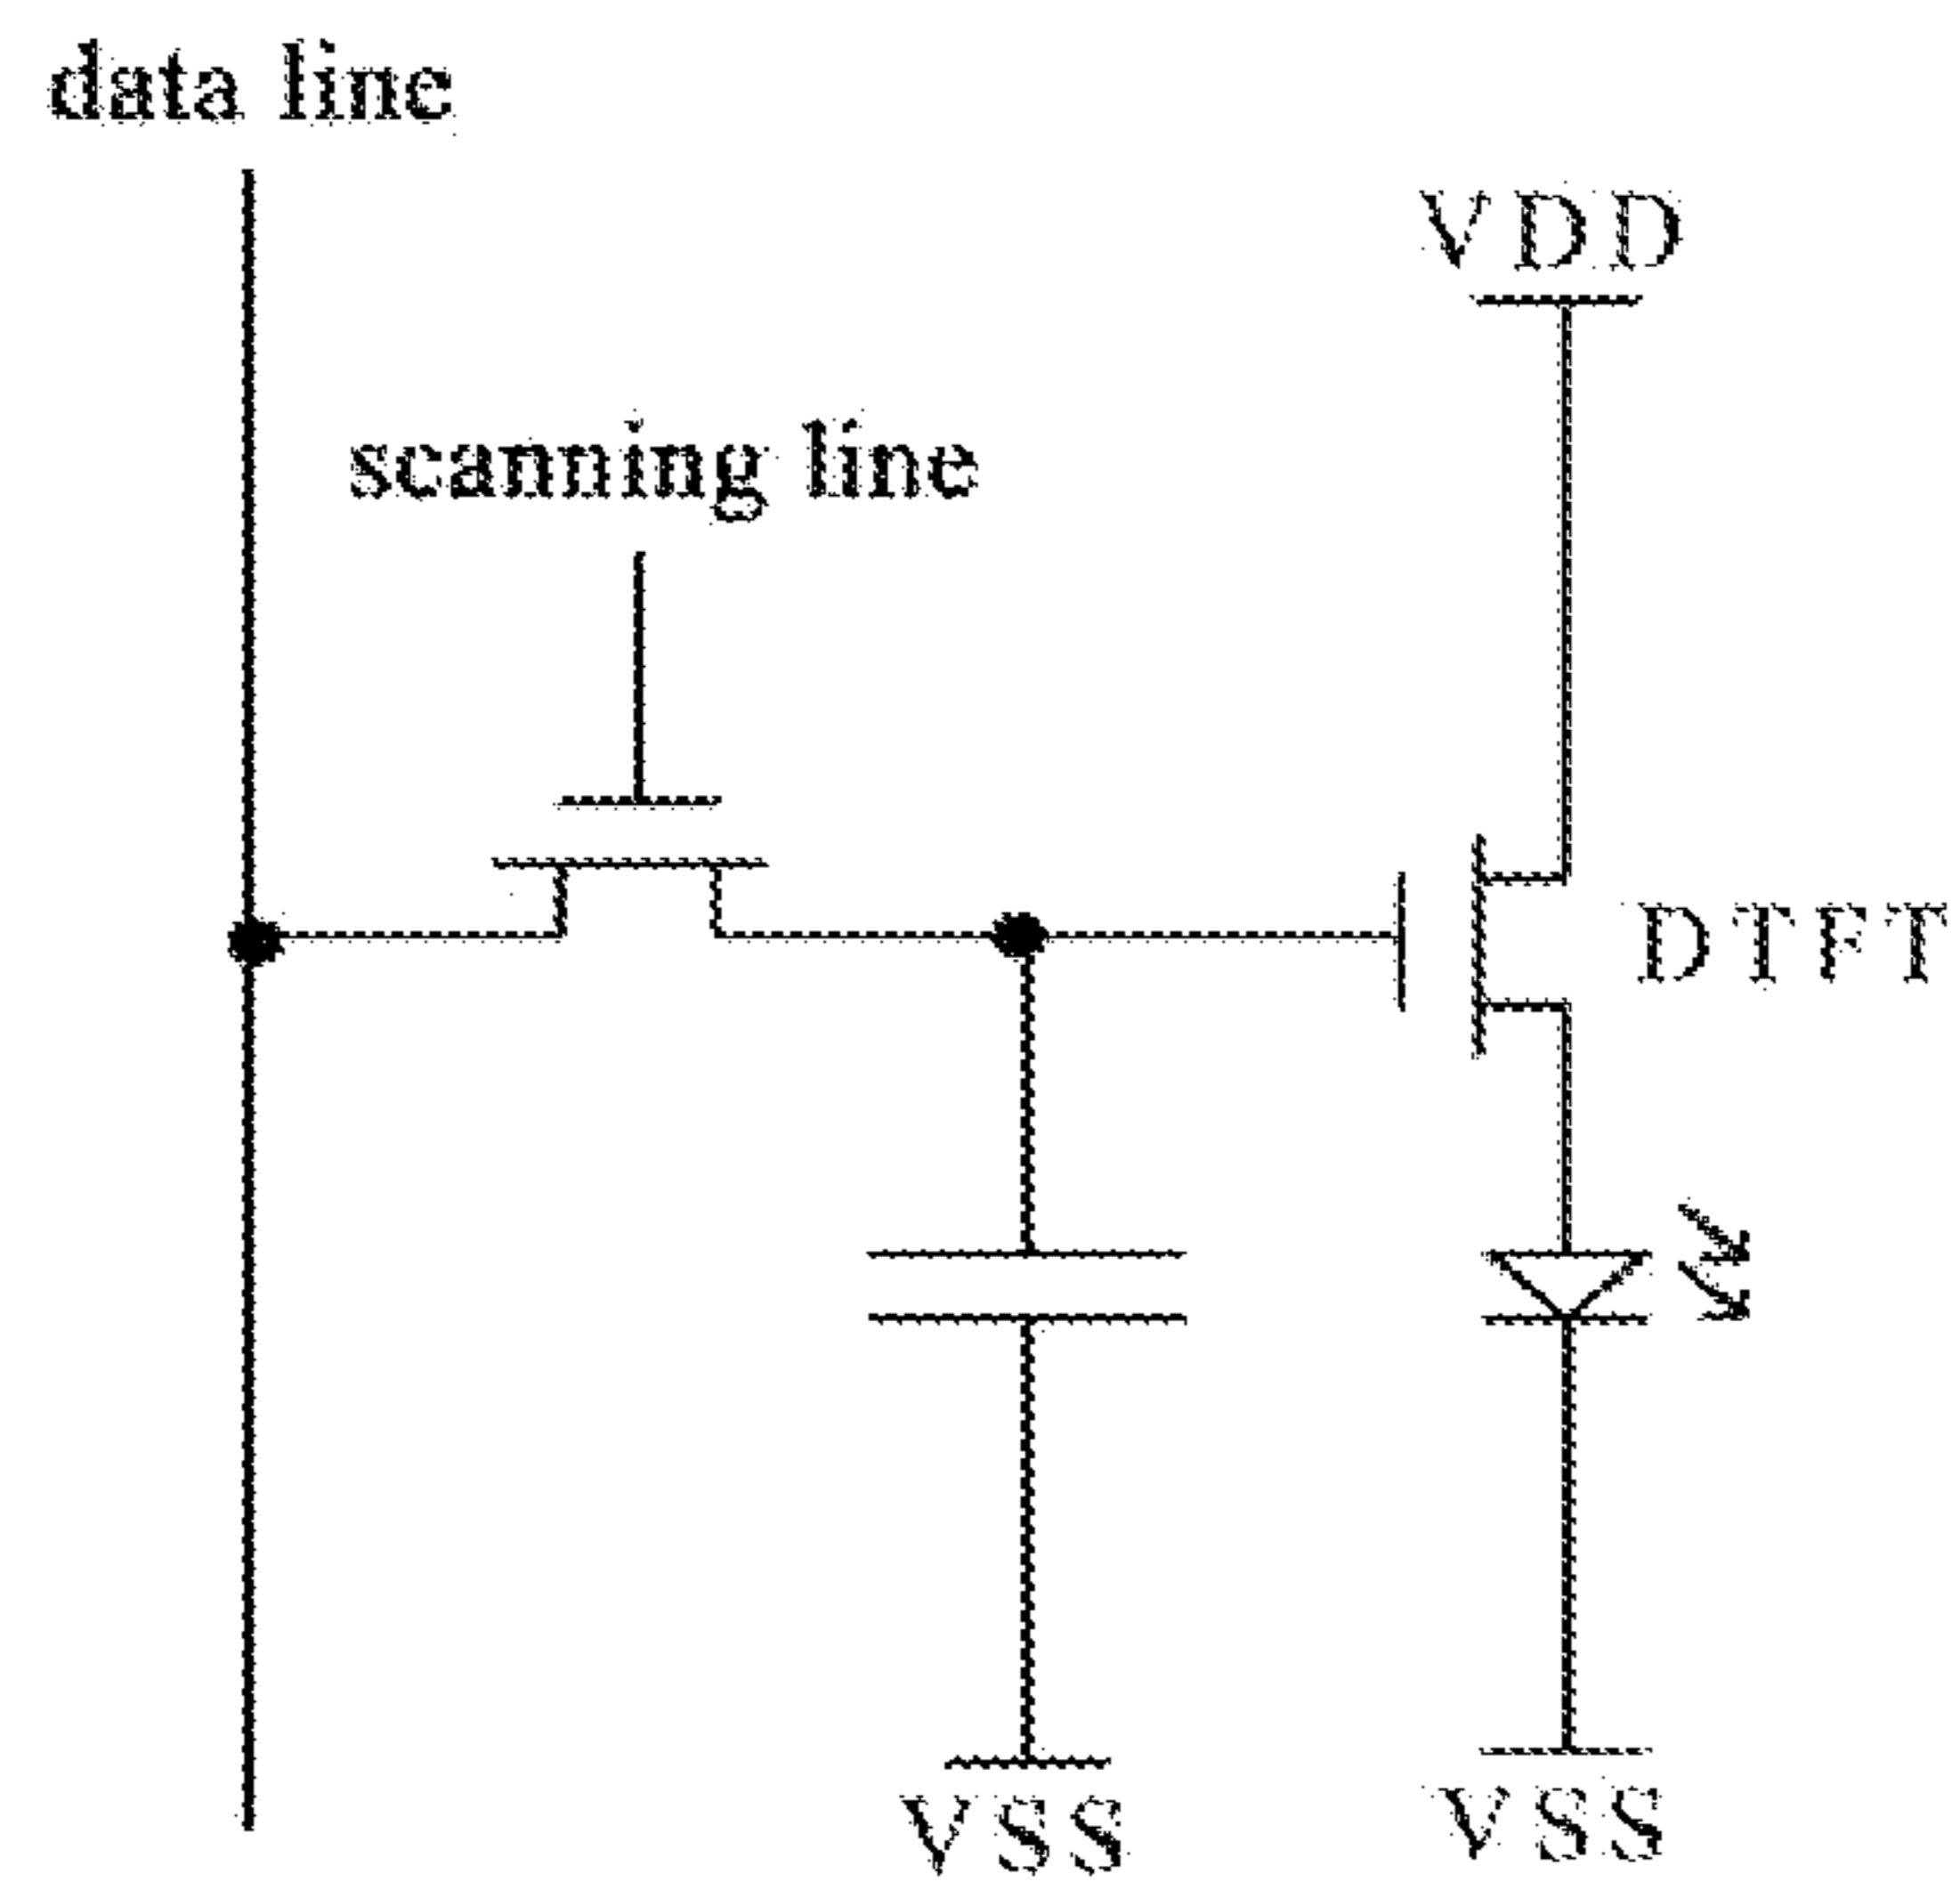 data line
VDD
scanning line
DTFT
VSS
VSS